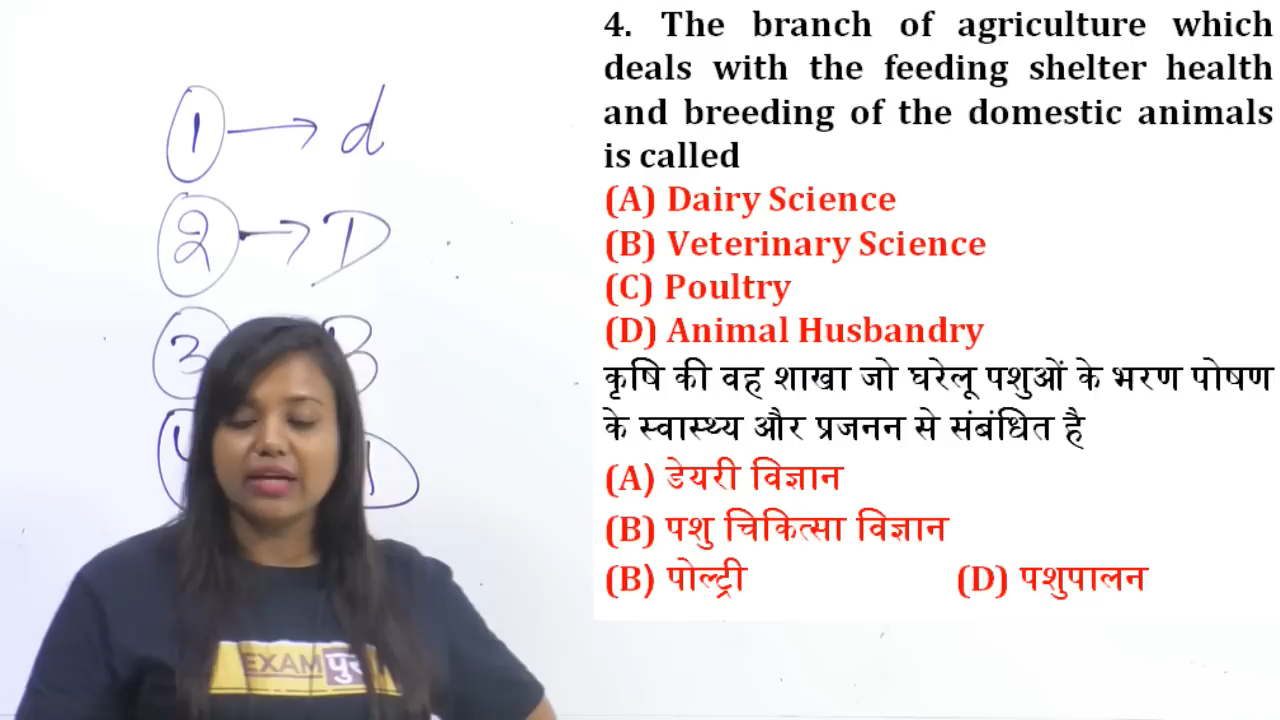 1 → d
2 → D
3 B
4 D
4. The branch of agriculture which
deals with the feeding shelter health
and breeding of the domestic animals
is called
(A) Dairy Science
(B) Veterinary Science
(C) Poultry
(D) Animal Husbandry
कृषि की वह शाखा जो घरेलू पशुओं के भरण पोषण
के स्वास्थ्य और प्रजनन से संबंधित है
(A) डेयरी विज्ञान
(B) पशु चिकित्सा विज्ञान
(B) पोल्ट्री (D) पशुपालन
EXAM